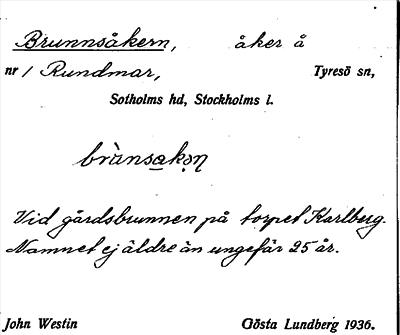 Brunnsåkern, åker å
nr 1 Rundmar, Tyresö sn,
Sotholms hd, Stockholms l.
brùnsakən
Vid gårdsbrunnen på torpet Karlberg.
Namnet ej äldre än ungefär 25 år.
John Westin Gösta Lundberg 1936.